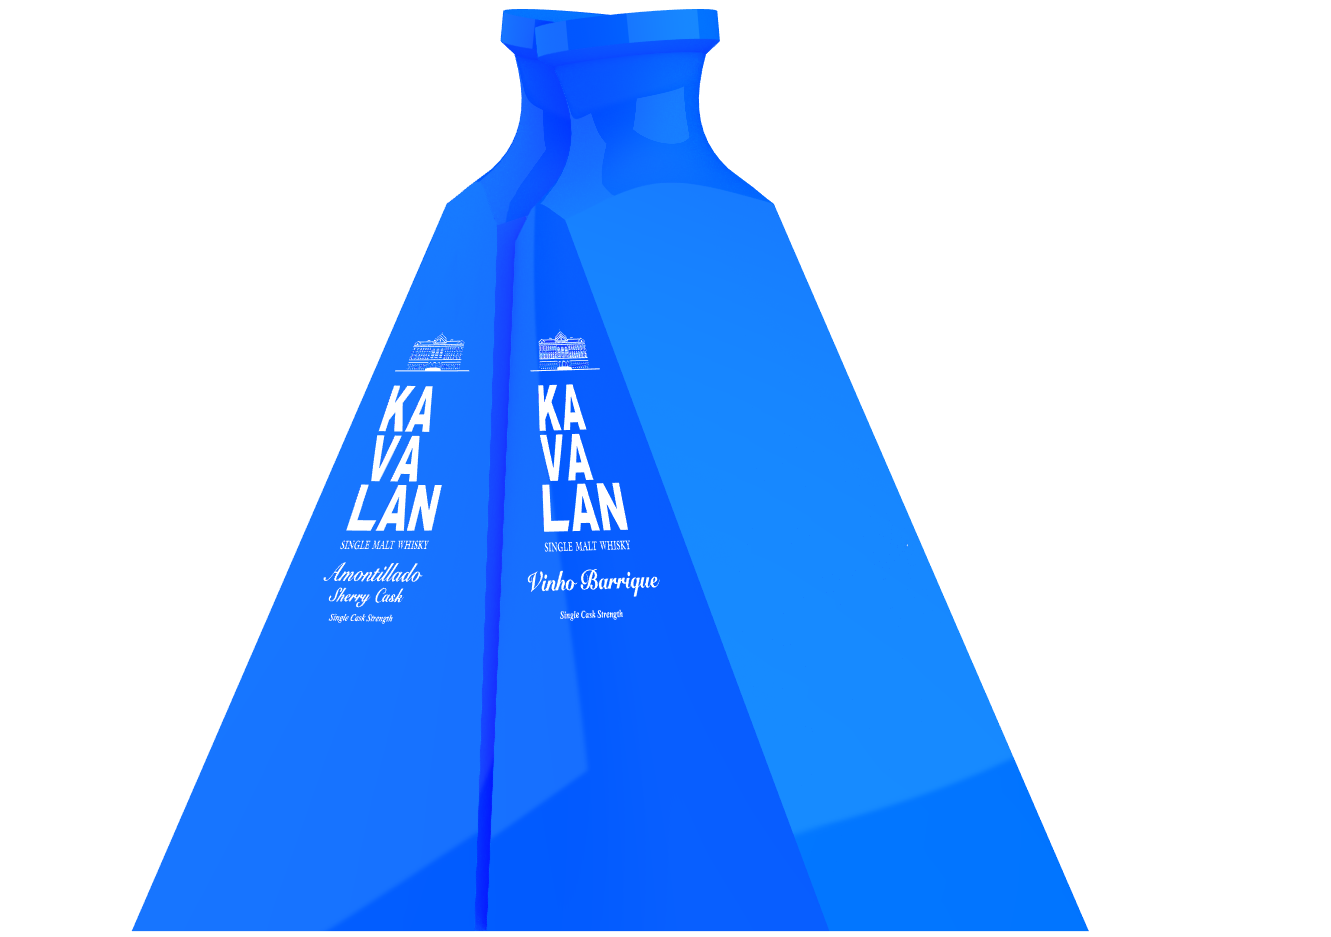 KA
VA
LAN
SINGLE MALT WHISKY
Amontillado
Sherry Cask
Single Cask Strength
KA
VA
LAN
SINGLE MALT WHISKY
Vinho Barrique
Single Cask Strength